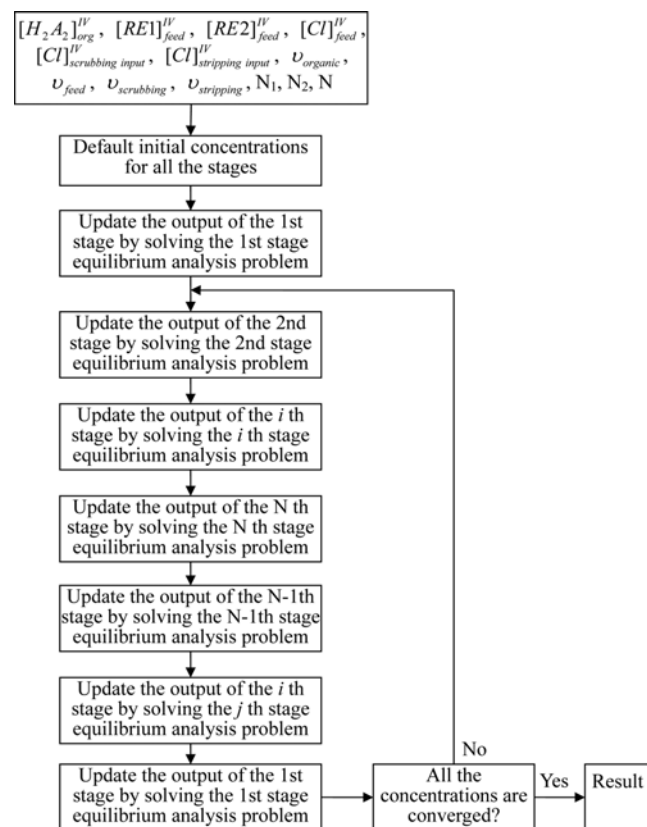 [H₂A₂]ᴵⱽ_org , [RE1]ᴵⱽ_feed , [RE2]ᴵⱽ_feed , [Cl]ᴵⱽ_feed ,
[Cl]ᴵⱽ_scrubbing input , [Cl]ᴵⱽ_stripping input , υ_organic ,
υ_feed , υ_scrubbing , υ_stripping , N₁, N₂, N
Default initial concentrations
for all the stages
Update the output of the 1st
stage by solving the 1st stage
equilibrium analysis problem
Update the output of the 2nd
stage by solving the 2nd stage
equilibrium analysis problem
Update the output of the i th
stage by solving the i th stage
equilibrium analysis problem
Update the output of the N th
stage by solving the N th stage
equilibrium analysis problem
Update the output of the N-1th
stage by solving the N-1th stage
equilibrium analysis problem
Update the output of the i th
stage by solving the j th stage
equilibrium analysis problem
Update the output of the 1st
stage by solving the 1st stage
equilibrium analysis problem
No
All the
concentrations are
converged?
Yes
Result